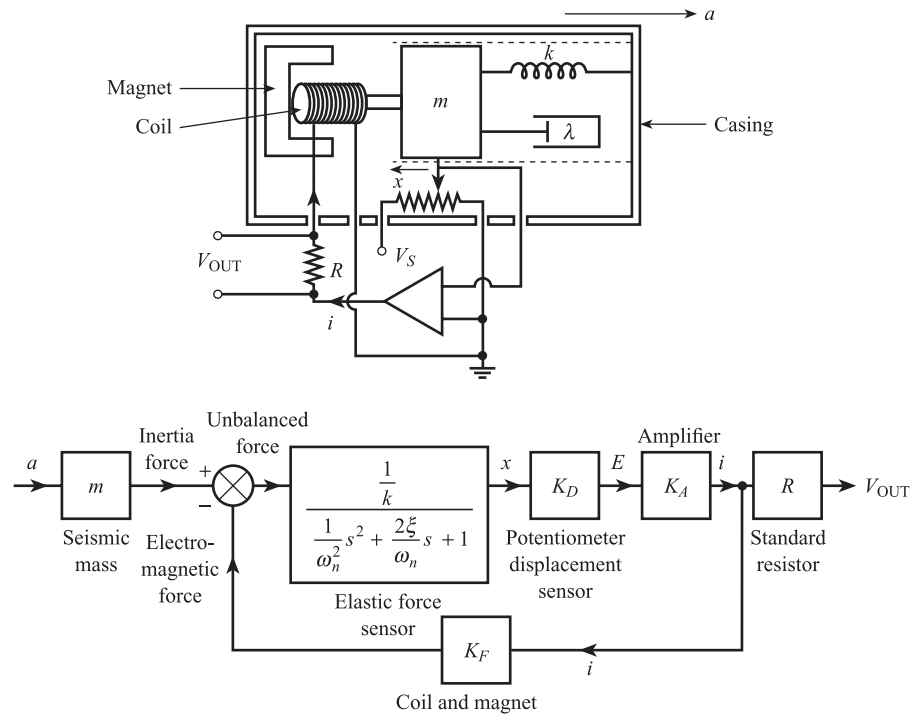 a
Magnet
Coil
k
m
λ
Casing
x
V_OUT
R
V_S
i
Amplifier
Unbalanced
force
Inertia
force
a
m
+
−
1
k
1
ω_n^2
s^2 +
2ξ
ω_n
s + 1
x
K_D
E
K_A
i
R
V_OUT
Seismic
mass
Electro-
magnetic
force
Potentiometer
displacement
sensor
Standard
resistor
Elastic force
sensor
K_F
i
Coil and magnet